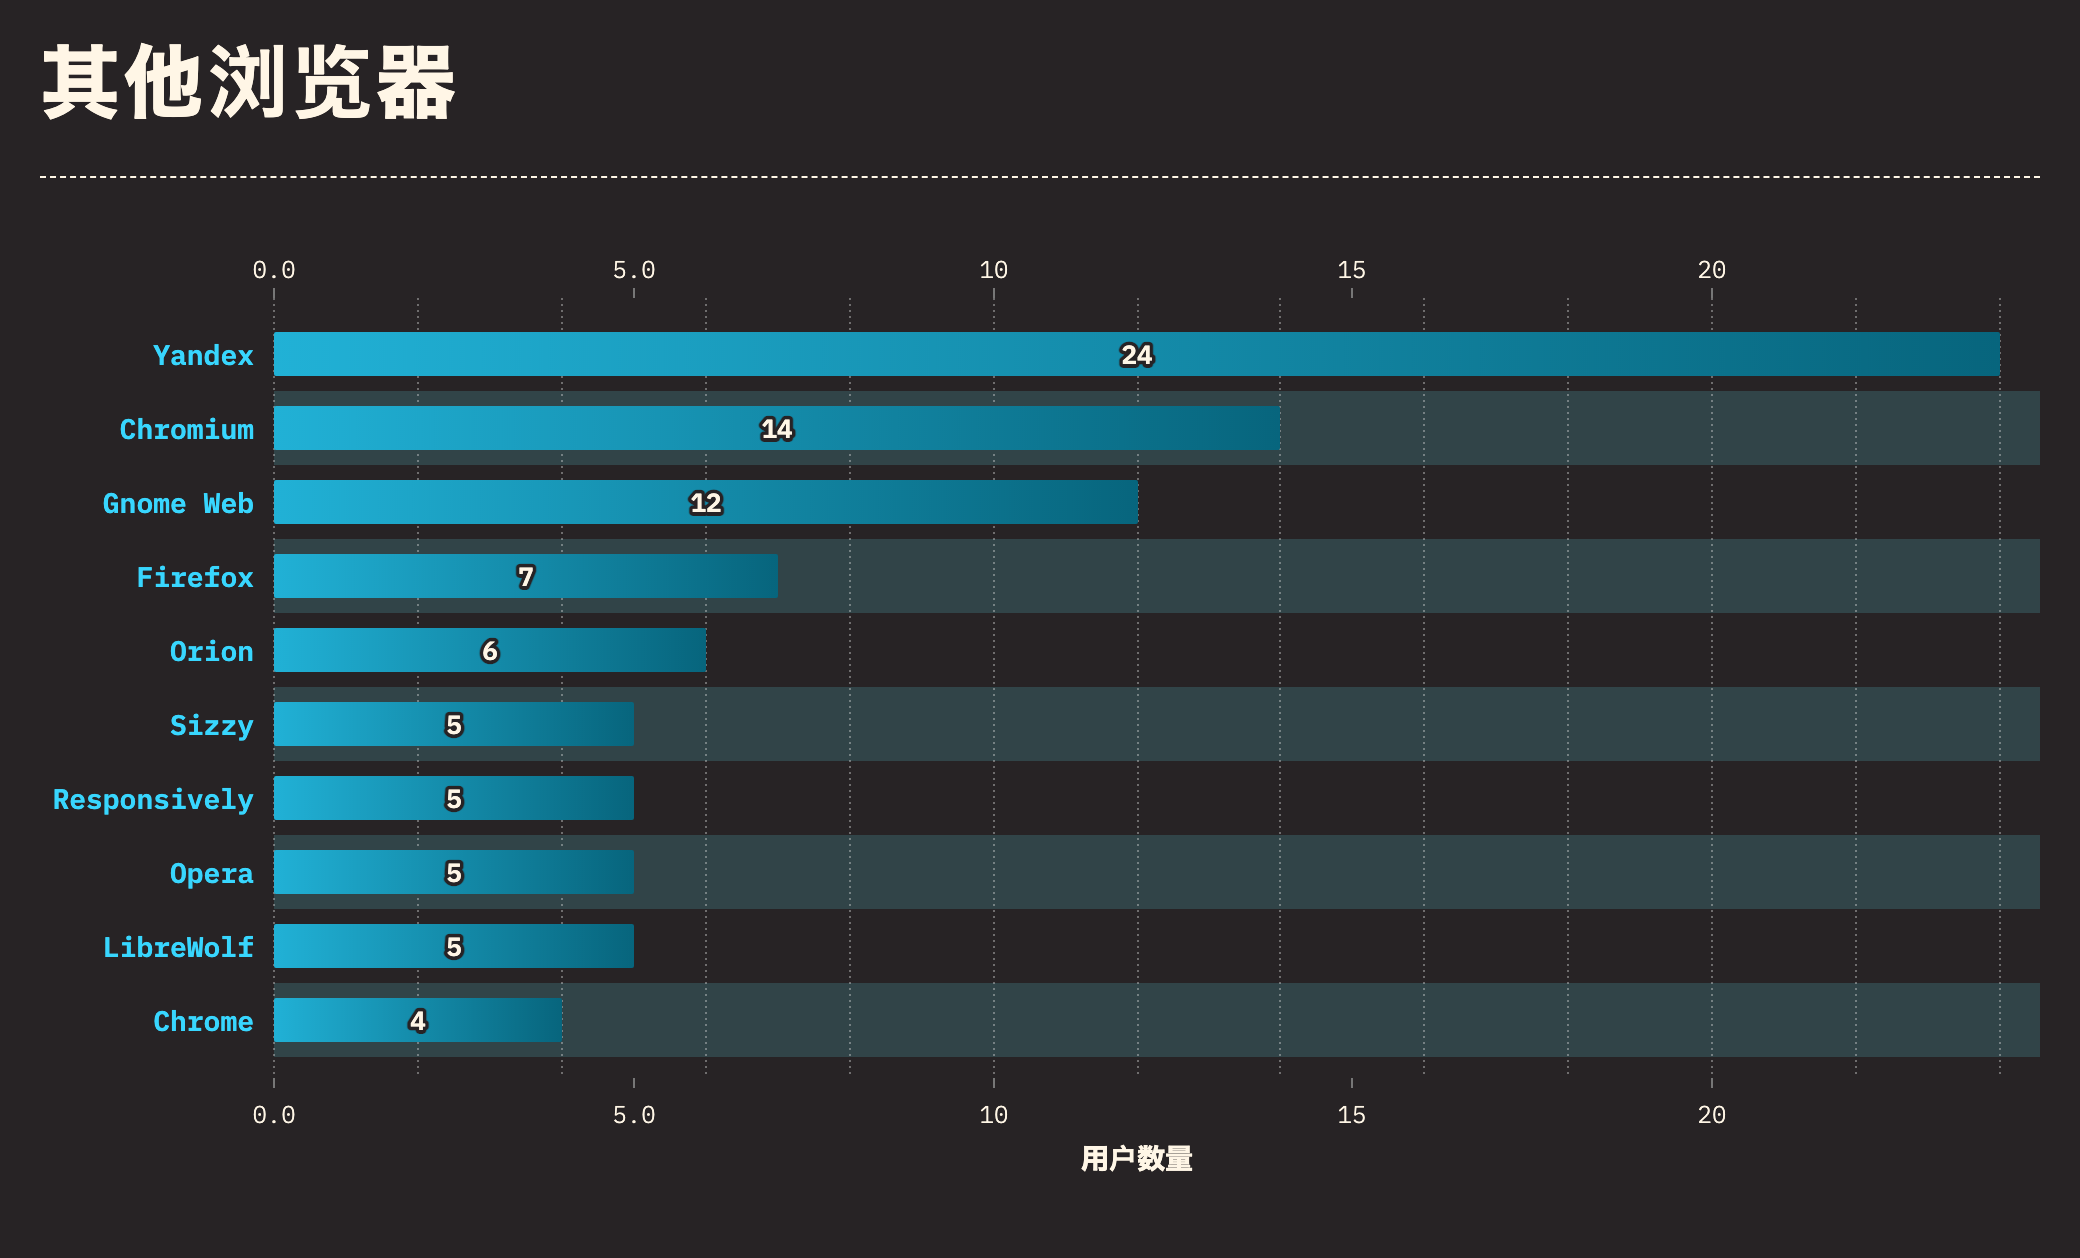 其他浏览器
0.0 5.0 10 15 20
Yandex 24
Chromium 14
Gnome Web 12
Firefox 7
Orion 6
Sizzy 5
Responsively 5
Opera 5
LibreWolf 5
Chrome 4
0.0 5.0 10 15 20
用户数量